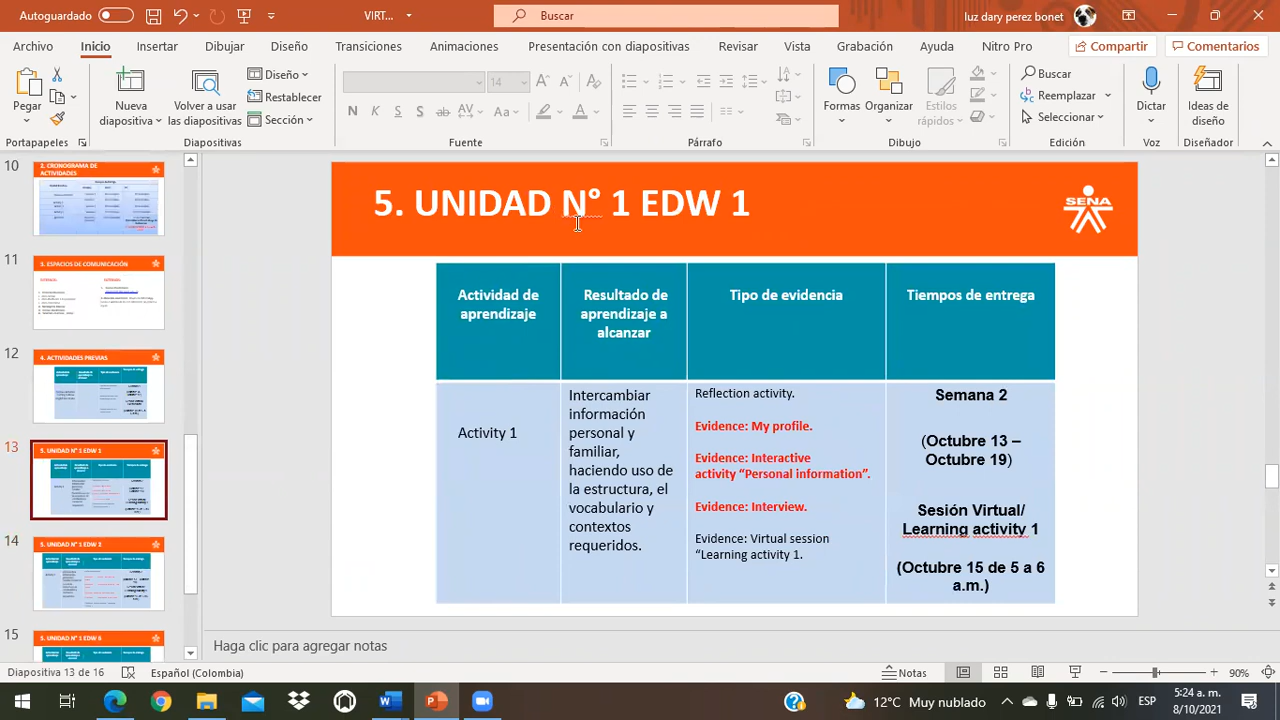 Autoguardado
VIRT...
Buscar
luz dary perez bonet
Archivo Inicio Insertar Dibujar Diseño Transiciones Animaciones Presentación con diapositivas Revisar Vista Grabación Ayuda Nitro Pro Compartir Comentarios
Pegar
Nueva
diapositiva
Volver a usar
las diapositivas
Diseño
Restablecer
Sección
14
N K S S ab AV Aa A
Formas
Organizar
Estilos
rápidos
Buscar
Reemplazar
Seleccionar
Dictar
Ideas de
diseño
Portapapeles Diapositivas Fuente Párrafo Dibujo Edición Voz Diseñador
10
2. CRONOGRAMA DE
ACTIVIDADES
11
3. ESPACIOS DE COMUNICACIÓN
12
4. ACTIVIDADES PREVIAS
13
5. UNIDAD N° 1 EDW 1
14
5. UNIDAD N° 1 EDW 2
15
5. UNIDAD N° 1 EDW 6
5. UNIDAD N° 1 EDW 1
SENA
Actividad de
aprendizaje
Resultado de
aprendizaje a
alcanzar
Tipo de evidencia
Tiempos de entrega
Activity 1
Intercambiar
información
personal y
familiar,
haciendo uso de
la estructura, el
vocabulario y
contextos
requeridos.
Reflection activity.
Evidence: My profile.
Evidence: Interactive
activity “Personal information”.
Evidence: Interview.
Evidence: Virtual session
“Learning activity 1.
Semana 2
(Octubre 13 –
Octubre 19)
Sesión Virtual/
Learning activity 1
(Octubre 15 de 5 a 6
a.m.)
Haga clic para agregar notas
Diapositiva 13 de 16 Español (Colombia) Notas 90%
12°C Muy nublado ESP 5:24 a. m.
8/10/2021